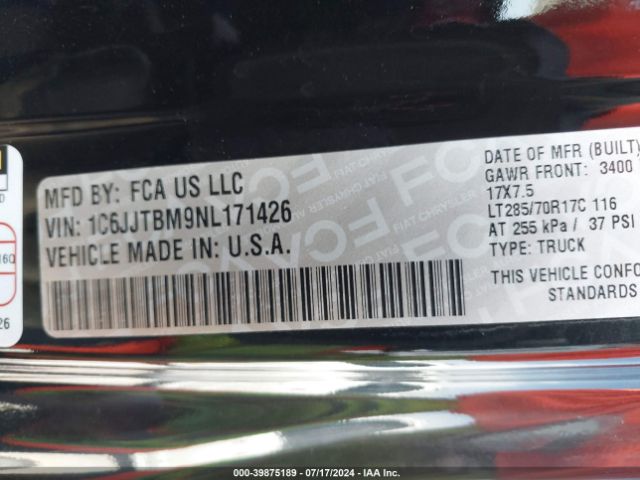 MFD BY: FCA US LLC
VIN: 1C6JJTBM9NL171426
VEHICLE MADE IN: U.S.A.
DATE OF MFR (BUILT)
GAWR FRONT: 3400
17X7.5
LT285/70R17C 116
AT 255 kPa / 37 PSI
TYPE: TRUCK
THIS VEHICLE CONFO
STANDARDS
D
160
26
000-39875189 - 07/17/2024 - IAA Inc.